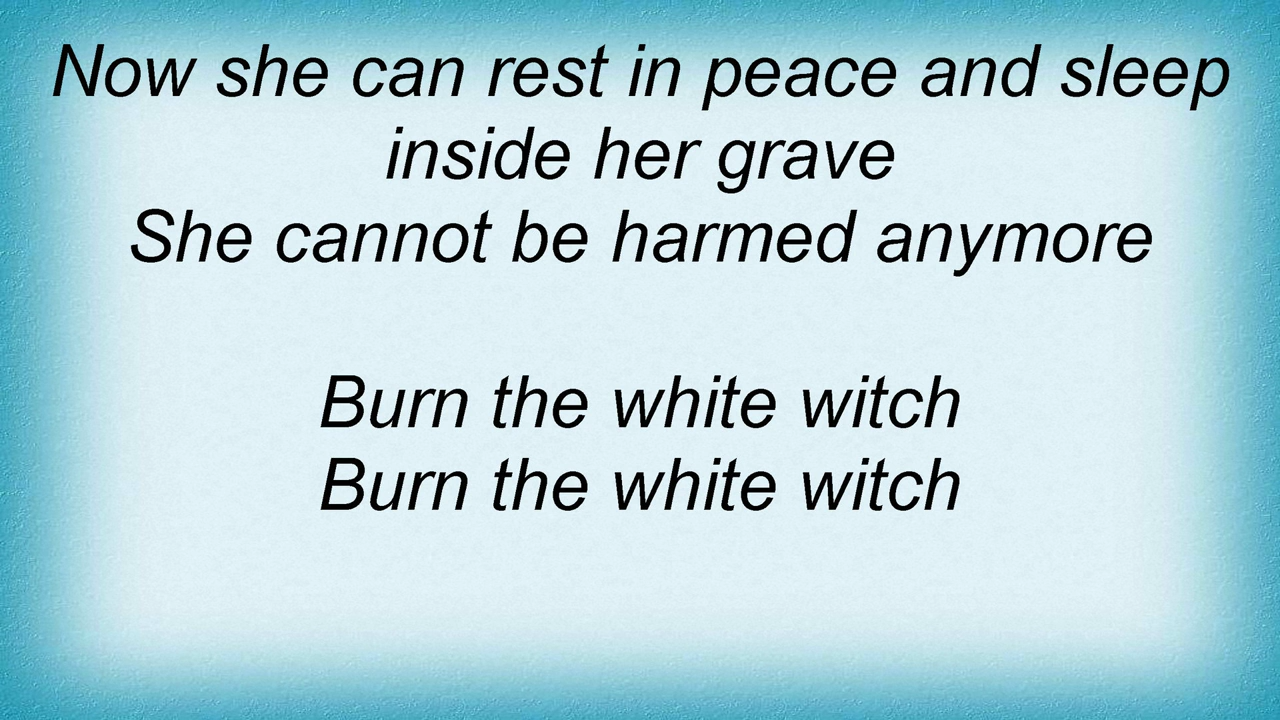 Now she can rest in peace and sleep
inside her grave
She cannot be harmed anymore
Burn the white witch
Burn the white witch